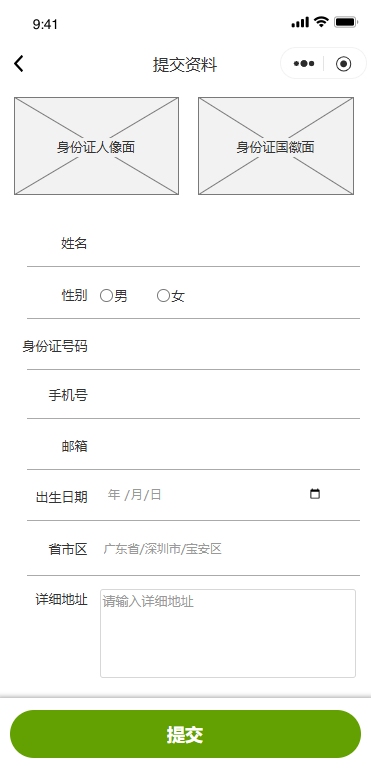 9:41
提交资料
身份证人像面
身份证国徽面
姓名
性别 男 女
身份证号码
手机号
邮箱
出生日期 年 /月/日
省市区 广东省/深圳市/宝安区
详细地址 请输入详细地址
提交